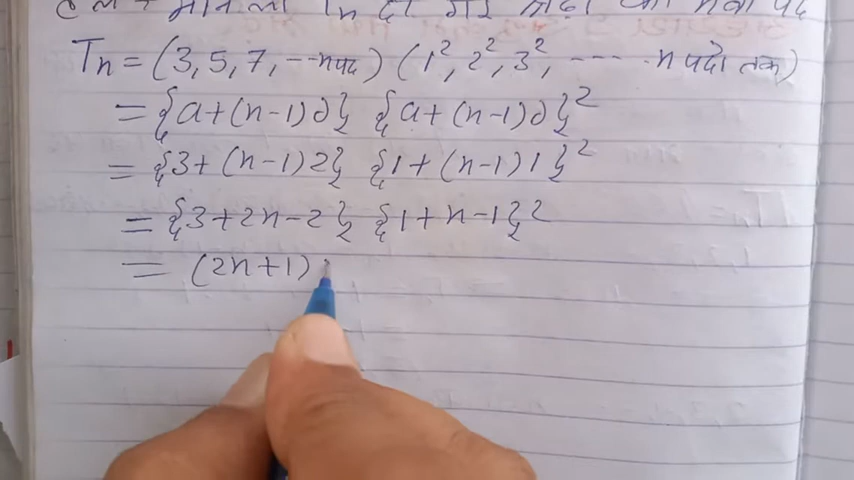 Tn = (3, 5, 7, --- n पद) (1², 2², 3², ---- . n पदो तक)
= {a+(n-1)d} {a+(n-1)d}²
= {3+(n-1)2} {1+(n-1)1}²
= {3+2n-2} {1+n-1}²
= (2n+1)